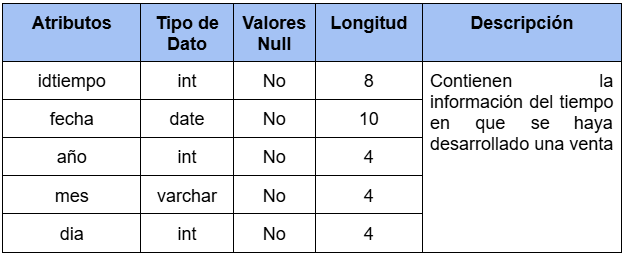 Atributos Tipo de Dato Valores Null Longitud Descripción
idtiempo int No 8 Contienen la
fecha date No 10 información del tiempo
año int No 4 en que se haya
mes varchar No 4 desarrollado una venta
dia int No 4